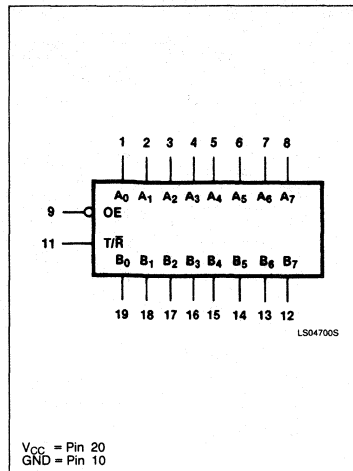 1 2 3 4 5 6 7 8
A0 A1 A2 A3 A4 A5 A6 A7
9 OE
11 T/R̅
B0 B1 B2 B3 B4 B5 B6 B7
19 18 17 16 15 14 13 12
LS04700S
VCC = Pin 20
GND = Pin 10